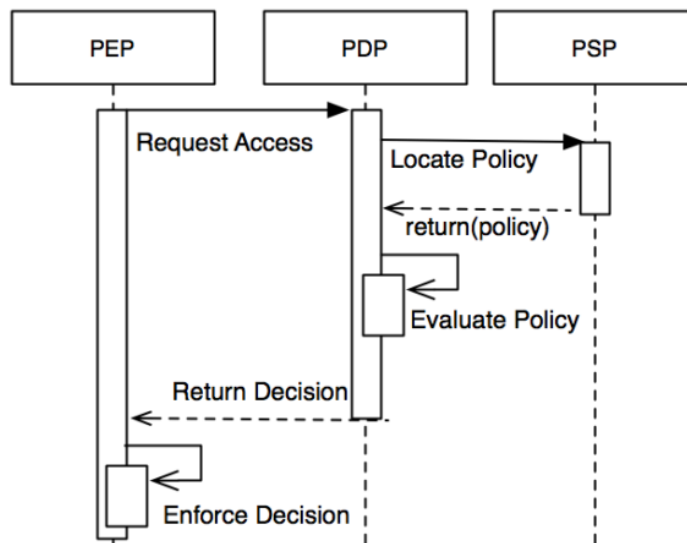 PEP
PDP
PSP
Request Access
Locate Policy
return(policy)
Evaluate Policy
Return Decision
Enforce Decision